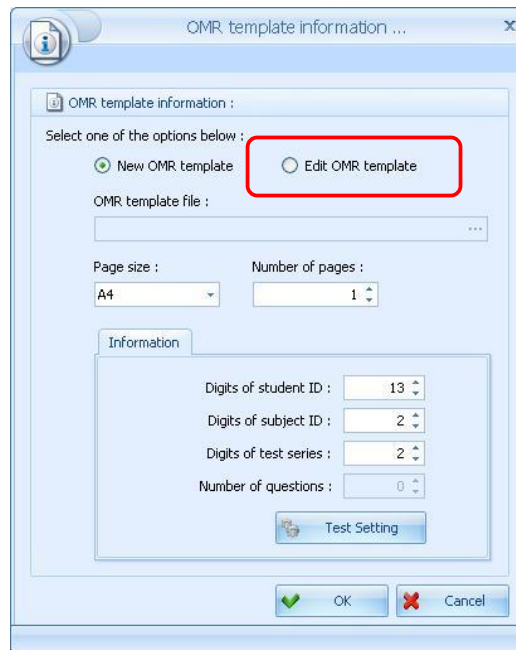 OMR template information ...
OMR template information :
Select one of the options below :
New OMR template Edit OMR template
OMR template file :
...
Page size : Number of pages :
A4 1
Information
Digits of student ID : 13
Digits of subject ID : 2
Digits of test series : 2
Number of questions : 0
Test Setting
OK Cancel